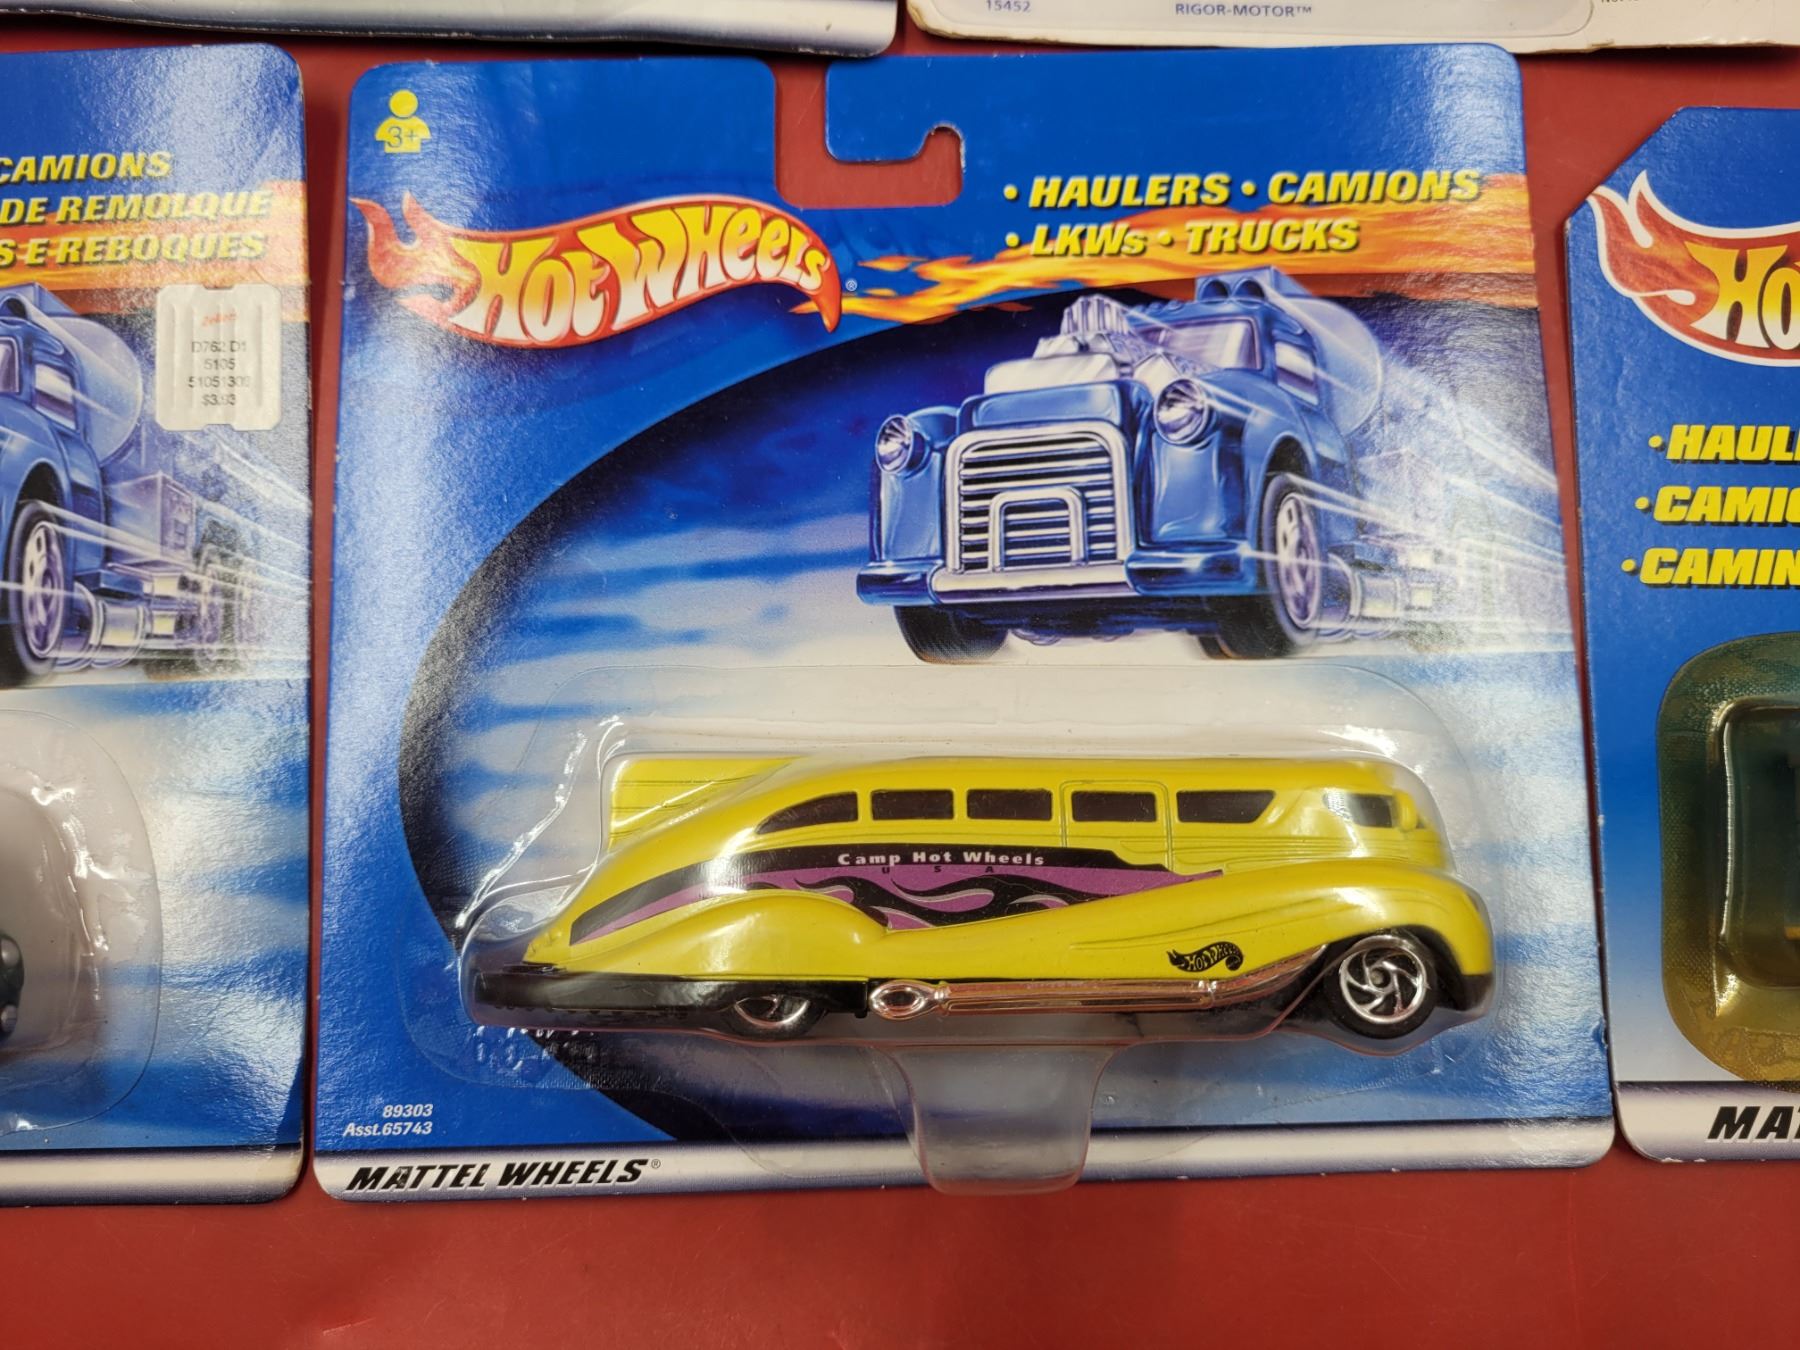 15452
RIGOR-MOTOR™
CAMIONS
DE REMOLQUE
S E REBOQUES
Zellers
D762 D1
5105
$3.93
3+
HOT WHEELS®
• HAULERS • CAMIONS
• LKWs • TRUCKS
Camp Hot Wheels
U S A
HOT WHEELS
89303
Asst.65743
MATTEL WHEELS®
HO
•HAUL
•CAMIO
•CAMIN
MAT